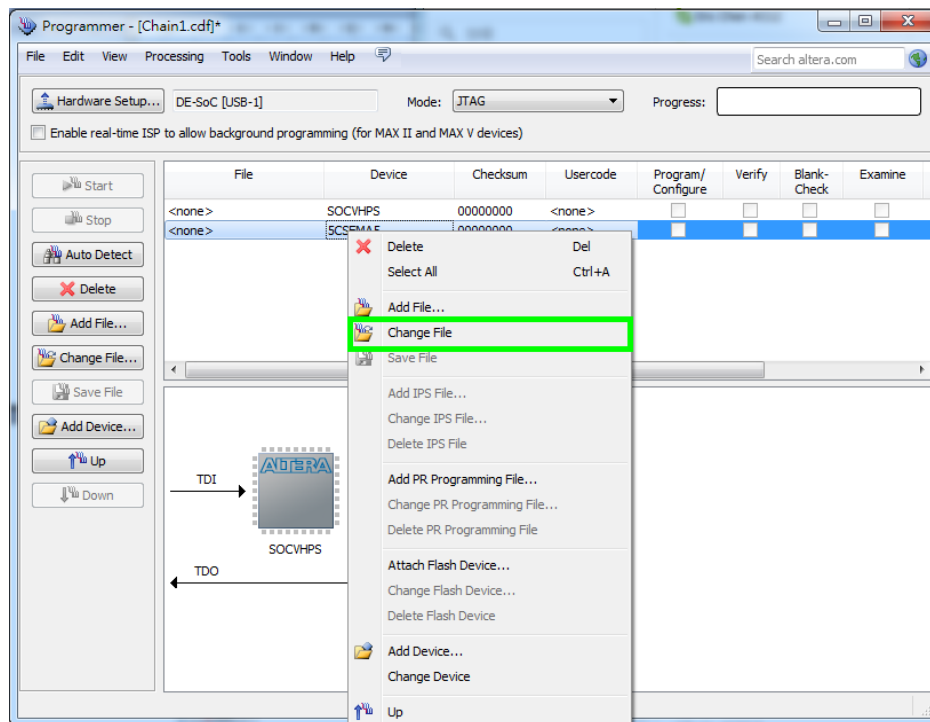 Programmer - [Chain1.cdf]*
File Edit View Processing Tools Window Help
Search altera.com
Hardware Setup... DE-SoC [USB-1] Mode: JTAG Progress:
Enable real-time ISP to allow background programming (for MAX II and MAX V devices)
File Device Checksum Usercode Program/ Verify Blank- Examine
Configure Check
<none> SOCVHPS 00000000 <none>
<none> 5CSEMA5 00000000 <none>
Start
Stop
Auto Detect
Delete
Add File...
Change File...
Save File
Add Device...
Up
Down
Delete Del
Select All Ctrl+A
Add File...
Change File
Save File
Add IPS File...
Change IPS File...
Delete IPS File
Add PR Programming File...
Change PR Programming File...
Delete PR Programming File
Attach Flash Device...
Change Flash Device...
Delete Flash Device
Add Device...
Change Device
Up
TDI
ALTERA
SOCVHPS
TDO